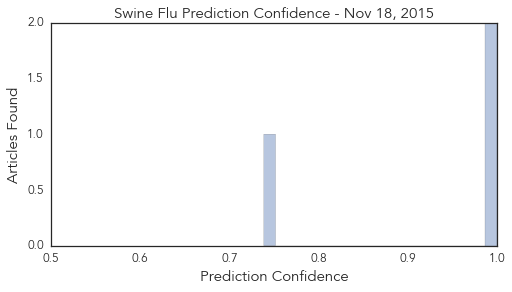 Swine Flu Prediction Confidence - Nov 18, 2015
2.0
1.5
1.0
0.5
0.0
Articles Found
0.5 0.6 0.7 0.8 0.9 1.0
Prediction Confidence